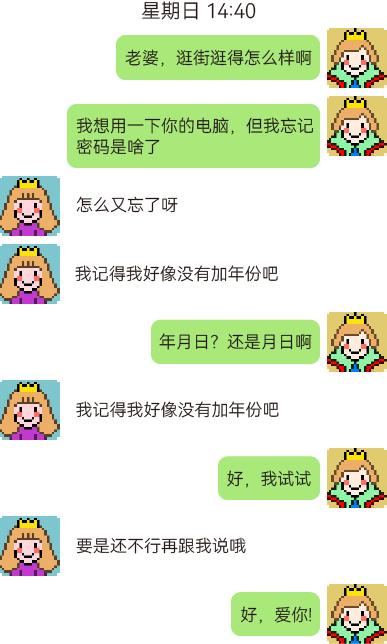 星期日 14:40
老婆，逛街逛得怎么样啊
我想用一下你的电脑，但我忘记
密码是啥了
怎么又忘了呀
我记得我好像没有加年份吧
年月日？还是月日啊
我记得我好像没有加年份吧
好，我试试
要是还不行再跟我说哦
好，爱你!